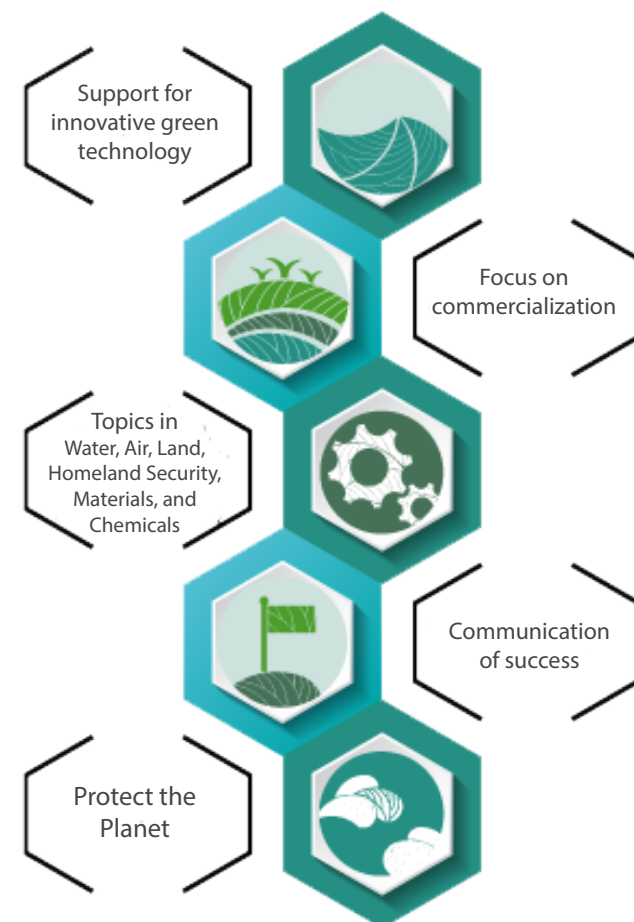 Support for
innovative green
technology
Focus on
commercialization
Topics in
Water, Air, Land,
Homeland Security,
Materials, and
Chemicals
Communication
of success
Protect the
Planet